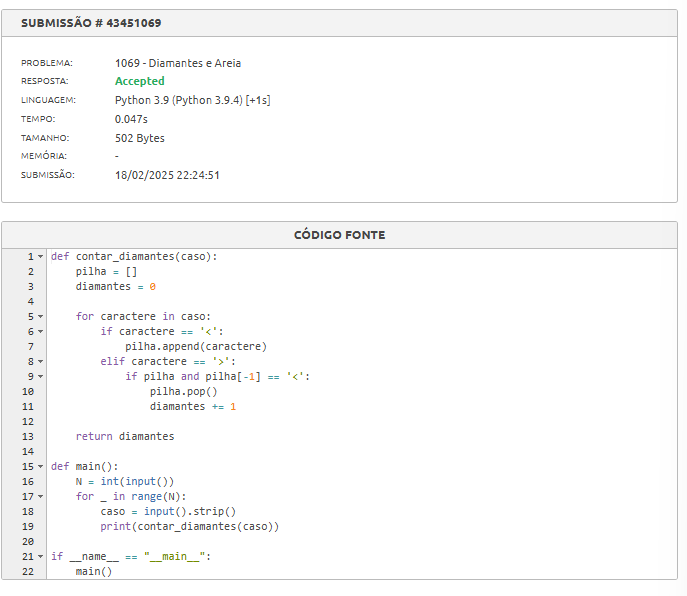 SUBMISSÃO # 43451069
PROBLEMA: 1069 - Diamantes e Areia
RESPOSTA: Accepted
LINGUAGEM: Python 3.9 (Python 3.9.4) [+1s]
TEMPO: 0.047s
TAMANHO: 502 Bytes
MEMÓRIA: -
SUBMISSÃO: 18/02/2025 22:24:51
CÓDIGO FONTE
1 def contar_diamantes(caso):
2     pilha = []
3     diamantes = 0
4
5     for caractere in caso:
6         if caractere == '<':
7             pilha.append(caractere)
8         elif caractere == '>':
9             if pilha and pilha[-1] == '<':
10                 pilha.pop()
11                 diamantes += 1
12
13     return diamantes
14
15 def main():
16     N = int(input())
17     for _ in range(N):
18         caso = input().strip()
19         print(contar_diamantes(caso))
20
21 if __name__ == "__main__":
22     main()